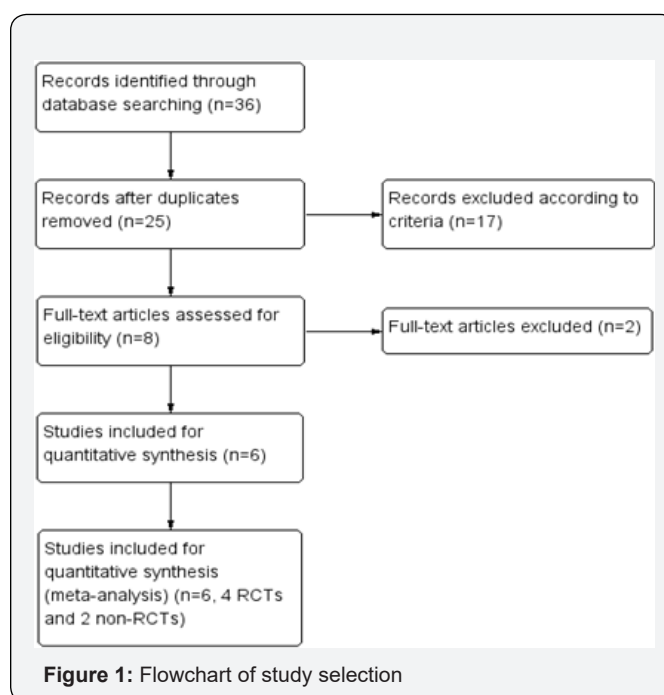 Records identified through
database searching (n=36)
Records after duplicates
removed (n=25)
Records excluded according to
criteria (n=17)
Full-text articles assessed for
eligibility (n=8)
Full-text articles excluded (n=2)
Studies included for
quantitative synthesis (n=6)
Studies included for
quantitative synthesis
(meta-analysis) (n=6, 4 RCTs
and 2 non-RCTs)
Figure 1: Flowchart of study selection